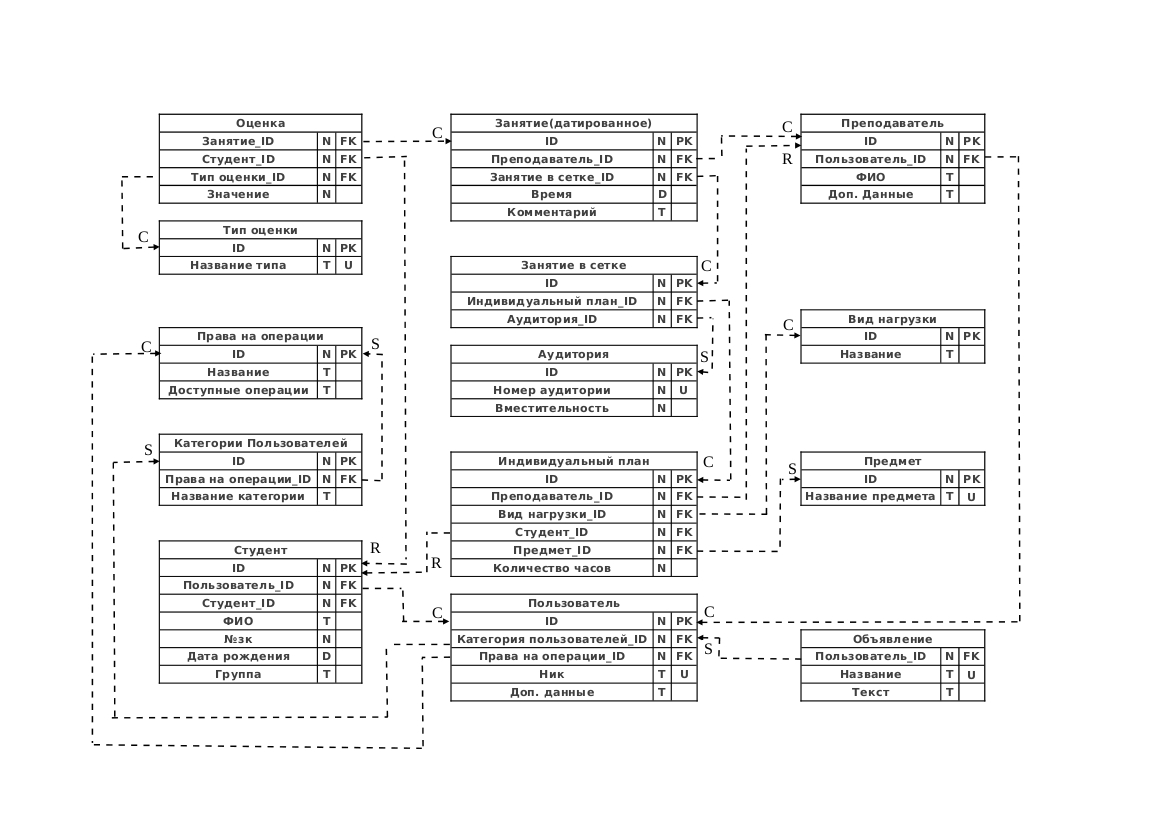 Оценка
Занятие_ID N FK
Студент_ID N FK
Тип оценки_ID N FK
Значение N
C
Тип оценки
ID N PK
Название типа T U
C
Права на операции
ID N PK
Название T
Доступные операции T
S
S
Категории Пользователей
ID N PK
Права на операции_ID N FK
Название категории T
Студент
ID N PK
Пользователь_ID N FK
Студент_ID N FK
ФИО T
№зк N
Дата рождения D
Группа T
R
R
C
C
Занятие(датированное)
ID N PK
Преподаватель_ID N FK
Занятие в сетке_ID N FK
Время D
Комментарий T
C
Занятие в сетке
ID N PK
Индивидуальный план_ID N FK
Аудитория_ID N FK
S
Аудитория
ID N PK
Номер аудитории N U
Вместительность N
C
Индивидуальный план
ID N PK
Преподаватель_ID N FK
Вид нагрузки_ID N FK
Студент_ID N FK
Предмет_ID N FK
Количество часов N
C
Пользователь
ID N PK
Категория пользователей_ID N FK
Права на операции_ID N FK
Ник T U
Доп. данные T
S
C
R
Преподаватель
ID N PK
Пользователь_ID N FK
ФИО T
Доп. Данные T
C
Вид нагрузки
ID N PK
Название T
S
Предмет
ID N PK
Название предмета T U
Объявление
Пользователь_ID N FK
Название T U
Текст T